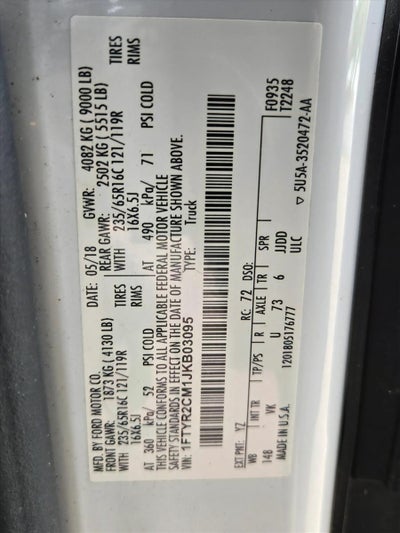 MFD. BY FORD MOTOR CO. DATE: 05/18 GVWR: 4082 KG ( 9000 LB)
FRONT GAWR: 1873 KG ( 4130 LB) REAR GAWR: 2502 KG ( 5515 LB)
WITH 235/65R16C 121/119R TIRES WITH 235/65R16C 121/119R TIRES
16X6.5J RIMS 16X6.5J RIMS
AT 360 kPa/ 52 PSI COLD AT 490 kPa/ 71 PSI COLD
THIS VEHICLE CONFORMS TO ALL APPLICABLE FEDERAL MOTOR VEHICLE
SAFETY STANDARDS IN EFFECT ON THE DATE OF MANUFACTURE SHOWN ABOVE.
VIN: 1FTYR2CM1JKB03095 TYPE: Truck
F0935
T2248
EXT PNT: YZ RC: 72 DSO:
WB INT TR TP/PS R AXLE TR SPR
148 VK U 73 6 JJDD
MADE IN U.S.A. 1201805176777 ULC
▽ 5U5A-3520472-AA